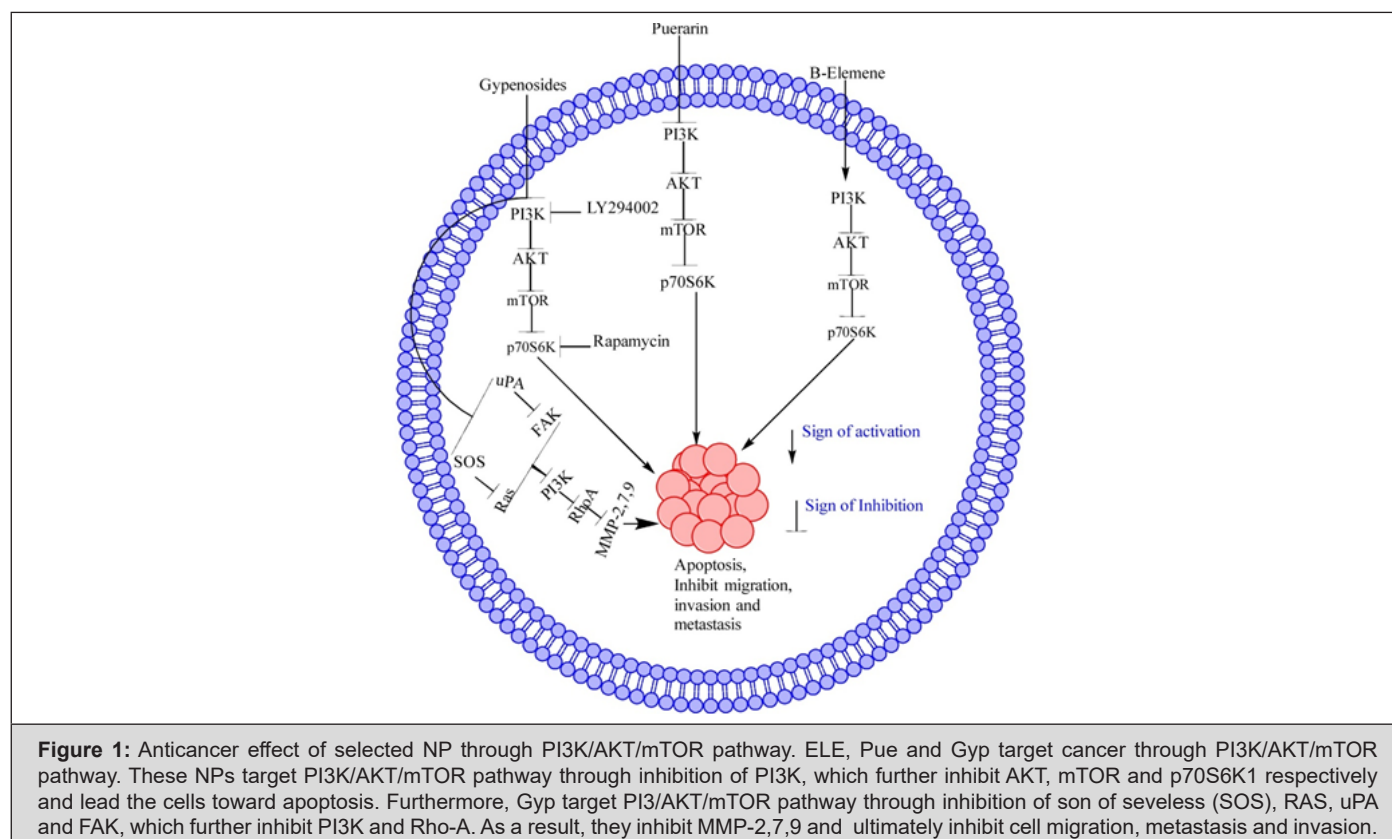 Puerarin
B-Elemene
Gypenosides
PI3K
AKT
mTOR
p70S6K
PI3K
LY294002
AKT
mTOR
p70S6K
Rapamycin
PI3K
AKT
mTOR
p70S6K
uPA
FAK
SOS
Ras
PI3K
RhoA
MMP-2,7,9
Sign of activation
Sign of Inhibition
Apoptosis,
Inhibit migration,
invasion and
metastasis
Figure 1: Anticancer effect of selected NP through PI3K/AKT/mTOR pathway. ELE, Pue and Gyp target cancer through PI3K/AKT/mTOR
pathway. These NPs target PI3K/AKT/mTOR pathway through inhibition of PI3K, which further inhibit AKT, mTOR and p70S6K1 respectively
and lead the cells toward apoptosis. Furthermore, Gyp target PI3/AKT/mTOR pathway through inhibition of son of seveless (SOS), RAS, uPA
and FAK, which further inhibit PI3K and Rho-A. As a result, they inhibit MMP-2,7,9 and ultimately inhibit cell migration, metastasis and invasion.